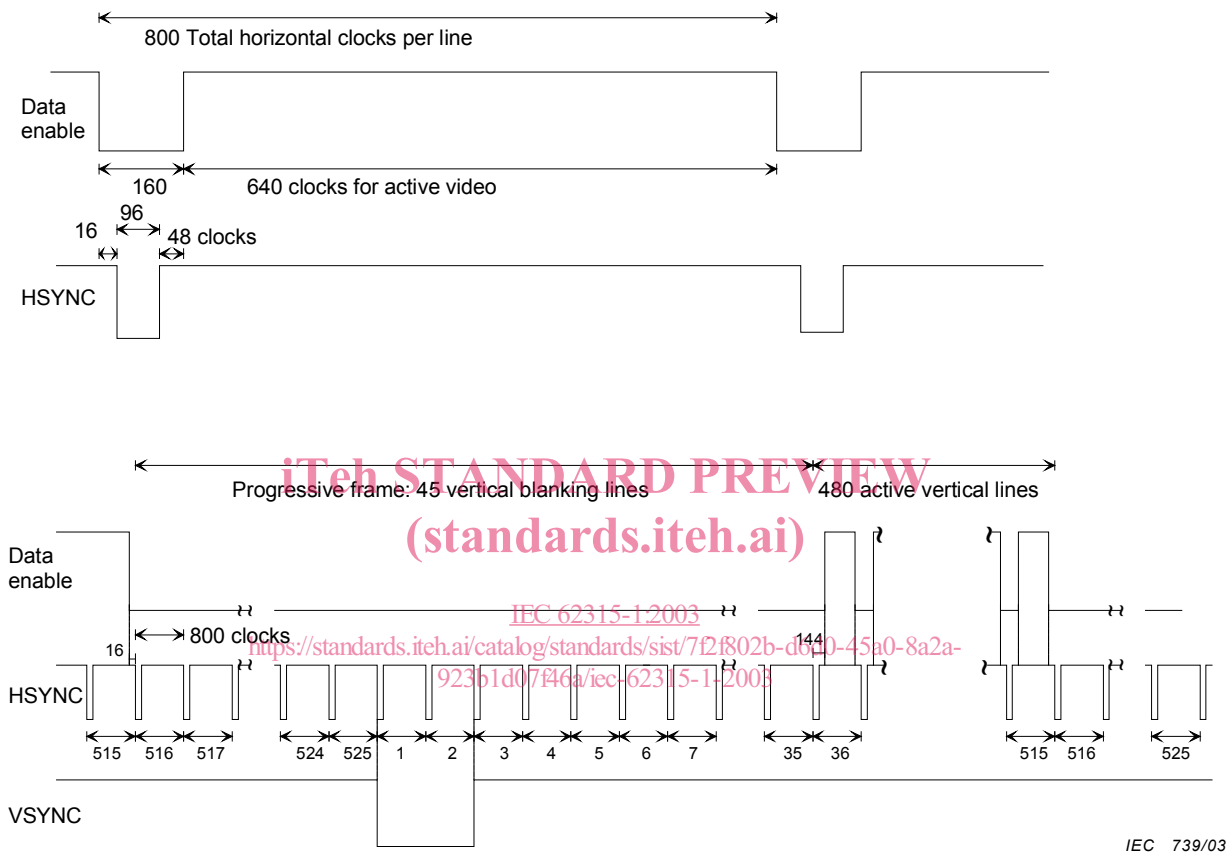 800 Total horizontal clocks per line
Data
enable
160
640 clocks for active video
96
16
48 clocks
HSYNC
iTeh STANDARD PREVIEW
Progressive frame: 45 vertical blanking lines
480 active vertical lines
(standards.iteh.ai)
Data
enable
IEC 62315-1:2003
800 clocks
16
144
https://standards.iteh.ai/catalog/standards/sist/7f2f802b-d6d0-45a0-8a2a-
923b1d07f46a/iec-62315-1-2003
HSYNC
515 516 517 524 525 1 2 3 4 5 6 7 35 36 515 516 525
VSYNC
IEC 739/03